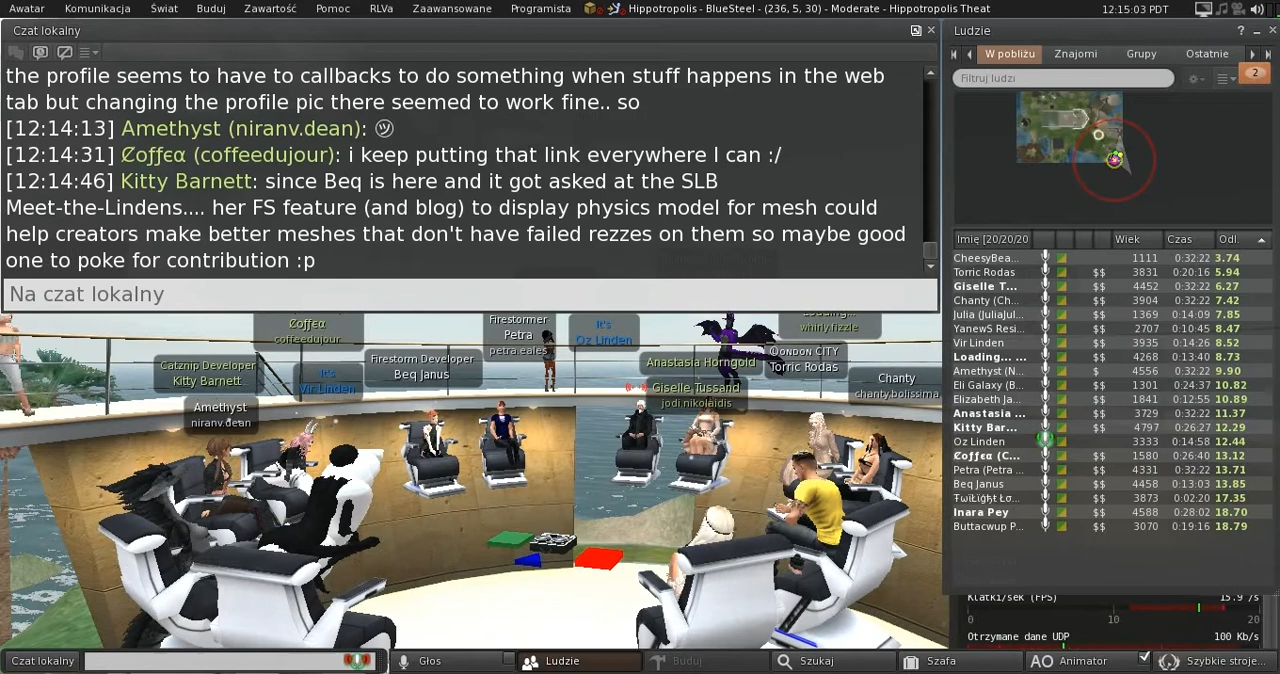 Awatar Komunikacja Świat Buduj Zawartość Pomoc RLVa Zaawansowane Programista Hippotropolis - BlueSteel - (236, 5, 30) - Moderate - Hippotropolis Theat 12:15:03 PDT
Czat lokalny
the profile seems to have to callbacks to do something when stuff happens in the web
tab but changing the profile pic there seemed to work fine.. so
[12:14:13] Amethyst (niranv.dean): ㋡
[12:14:31] Ȼσƒƒєα (coffeedujour): i keep putting that link everywhere I can :/
[12:14:46] Kitty Barnett: since Beq is here and it got asked at the SLB
Meet-the-Lindens.... her FS feature (and blog) to display physics model for mesh could
help creators make better meshes that don't have failed rezzes on them so maybe good
one to poke for contribution :p
Na czat lokalny
Ludzie
W pobliżu Znajomi Grupy Ostatnie
Filtruj ludzi
2
Imię [20/20/20 Wiek Czas Odl.
CheesyBea... 1111 0:32:22 3.74
Torric Rodas $$ 3831 0:20:16 5.94
Giselle T... $$ 4452 0:32:22 6.27
Chanty (Ch... $$ 3904 0:32:22 7.42
Julia (JuliaJul... $$ 1369 0:14:09 7.85
YanewS Resi... $$ 2707 0:10:45 8.47
Vir Linden $$ 3935 0:14:26 8.52
Loading... ... $$ 4268 0:13:40 8.73
Amethyst (N... $ 4556 0:32:22 9.90
Eli Galaxy (B... $$ 1301 0:24:37 10.82
Elizabeth Ja... $$ 1841 0:12:55 10.89
Anastasia ... $$ 3729 0:32:22 11.37
Kitty Bar... $$ 4797 0:26:27 12.29
Oz Linden $$ 3333 0:14:58 12.44
Ȼσƒƒєα (C... $$ 1580 0:26:40 13.12
Petra (Petra ... $$ 4331 0:32:22 13.71
Beq Janus $$ 4458 0:13:03 13.85
$$ 3873 0:02:20 17.35
Inara Pey $$ 4588 0:28:02 18.70
Buttacwup P... $$ 3070 0:19:16 18.79
Klatki/sek (FPS) 15.9 /s
0 10 20
Otrzymane dane UDP 100 Kb/s
Ȼσƒƒєα
coffeedujour
Firestormer
Petra
petra.eales
It's
Oz Linden
Loading...
whirly.fizzle
Catznip Developer
Kitty Barnett
It's
Vir Linden
Firestorm Developer
Beq Janus
Anastasia Horngold
LONDON CITY
Torric Rodas
Giselle Tussand
jodi.nikolaidis
Chanty
chanty.bolissima
Amethyst
niranv.dean
Czat lokalny Głos Ludzie Buduj Szukaj Szafa AO Animator Szybkie stroje...